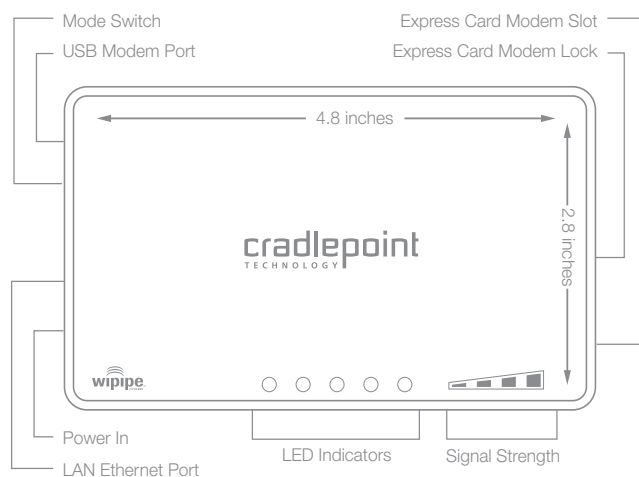 Mode Switch
Express Card Modem Slot
USB Modem Port
Express Card Modem Lock
4.8 inches
2.8 inches
cradlepoint
TECHNOLOGY
wipipe
Power In
LED Indicators
Signal Strength
LAN Ethernet Port